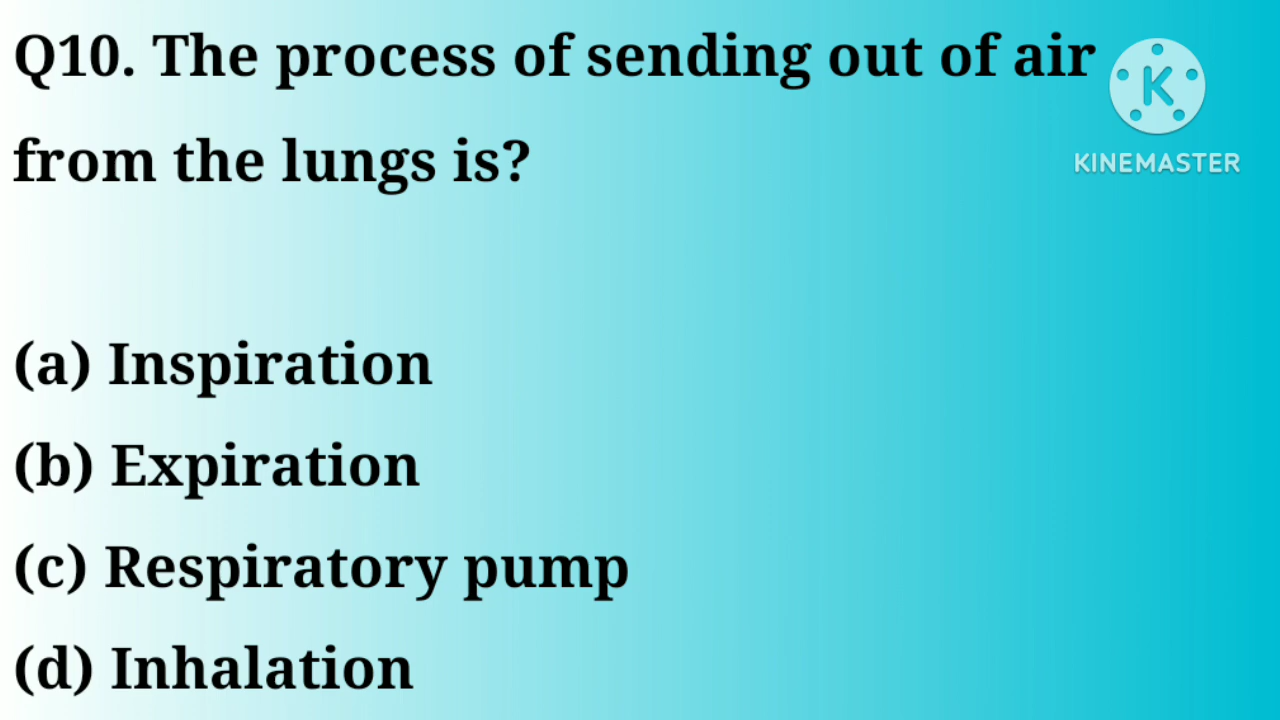 Q10. The process of sending out of air
from the lungs is?
K
KINEMASTER
(a) Inspiration
(b) Expiration
(c) Respiratory pump
(d) Inhalation